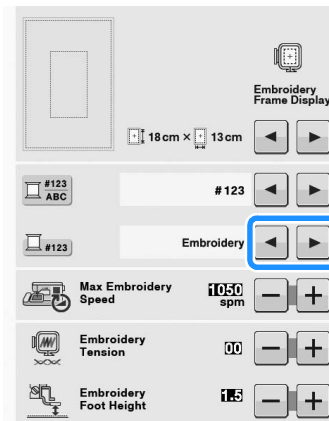 Embroidery
Frame Display
18 cm × 13 cm
#123
ABC
#123
#123
Embroidery
Max Embroidery
Speed
1050
spm
Embroidery
Tension
00
Embroidery
Foot Height
1.5